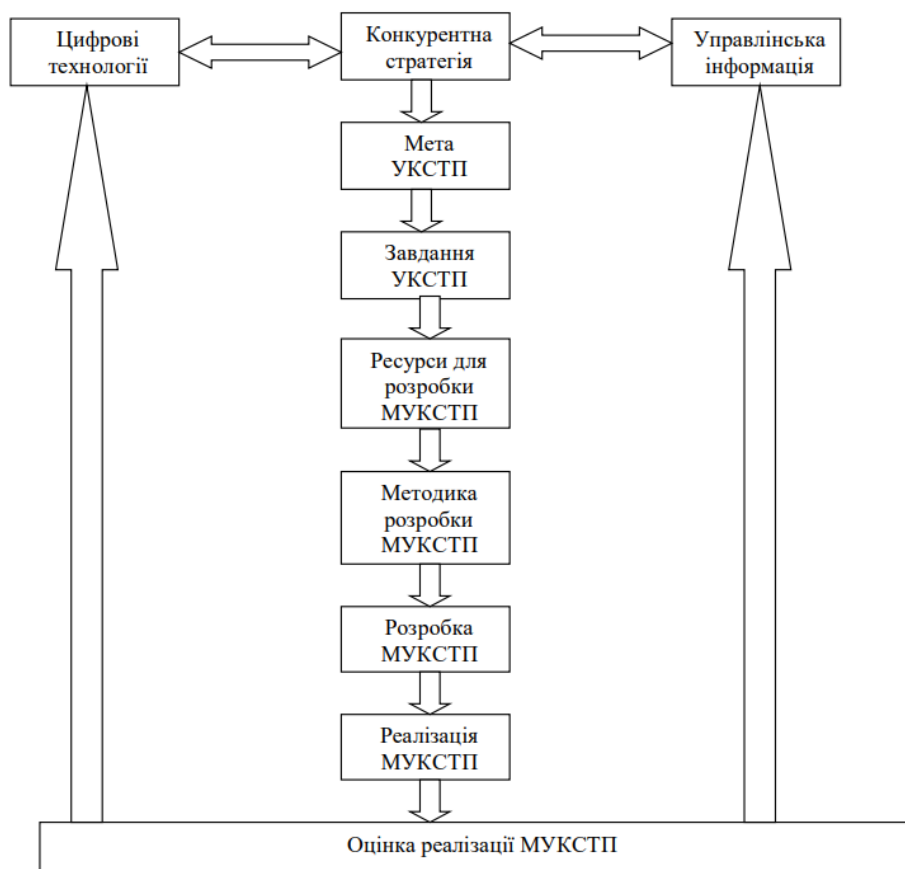 Цифрові
технології
Конкурентна
стратегія
Управлінська
інформація
Мета
УКСТП
Завдання
УКСТП
Ресурси для
розробки
МУКСТП
Методика
розробки
МУКСТП
Розробка
МУКСТП
Реалізація
МУКСТП
Оцінка реалізації МУКСТП